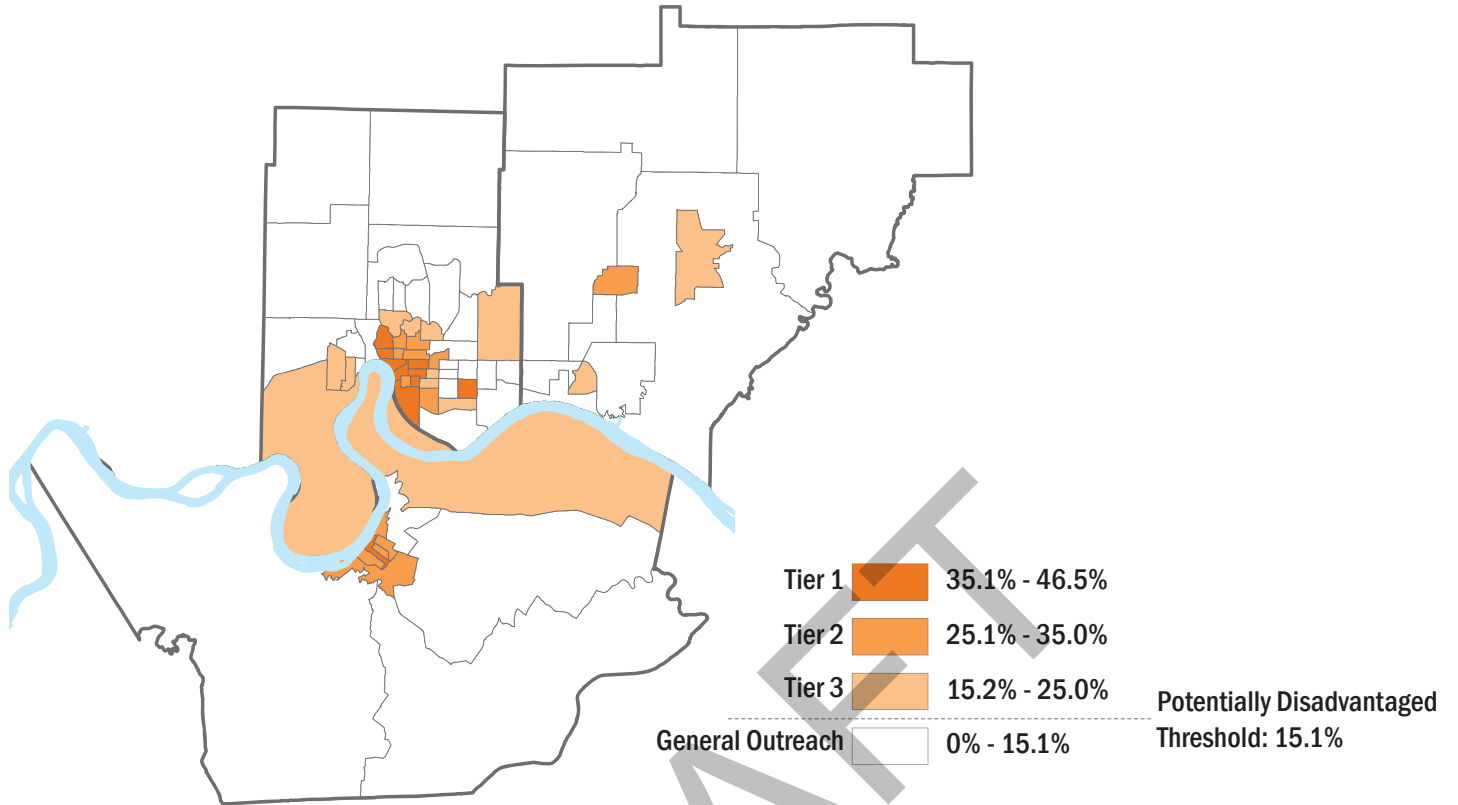 Tier 1 35.1% - 46.5%
Tier 2 25.1% - 35.0%
Tier 3 15.2% - 25.0%
Potentially Disadvantaged
Threshold: 15.1%
General Outreach 0% - 15.1%
AFT